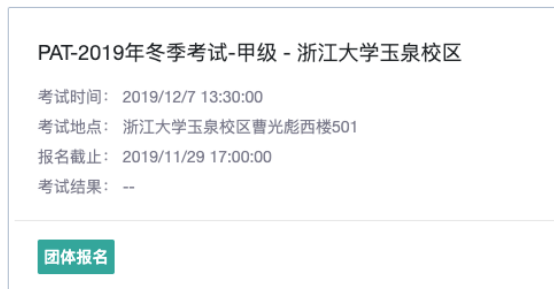 PAT-2019年冬季考试-甲级 - 浙江大学玉泉校区
考试时间： 2019/12/7 13:30:00
考试地点： 浙江大学玉泉校区曹光彪西楼501
报名截止： 2019/11/29 17:00:00
考试结果： --
团体报名